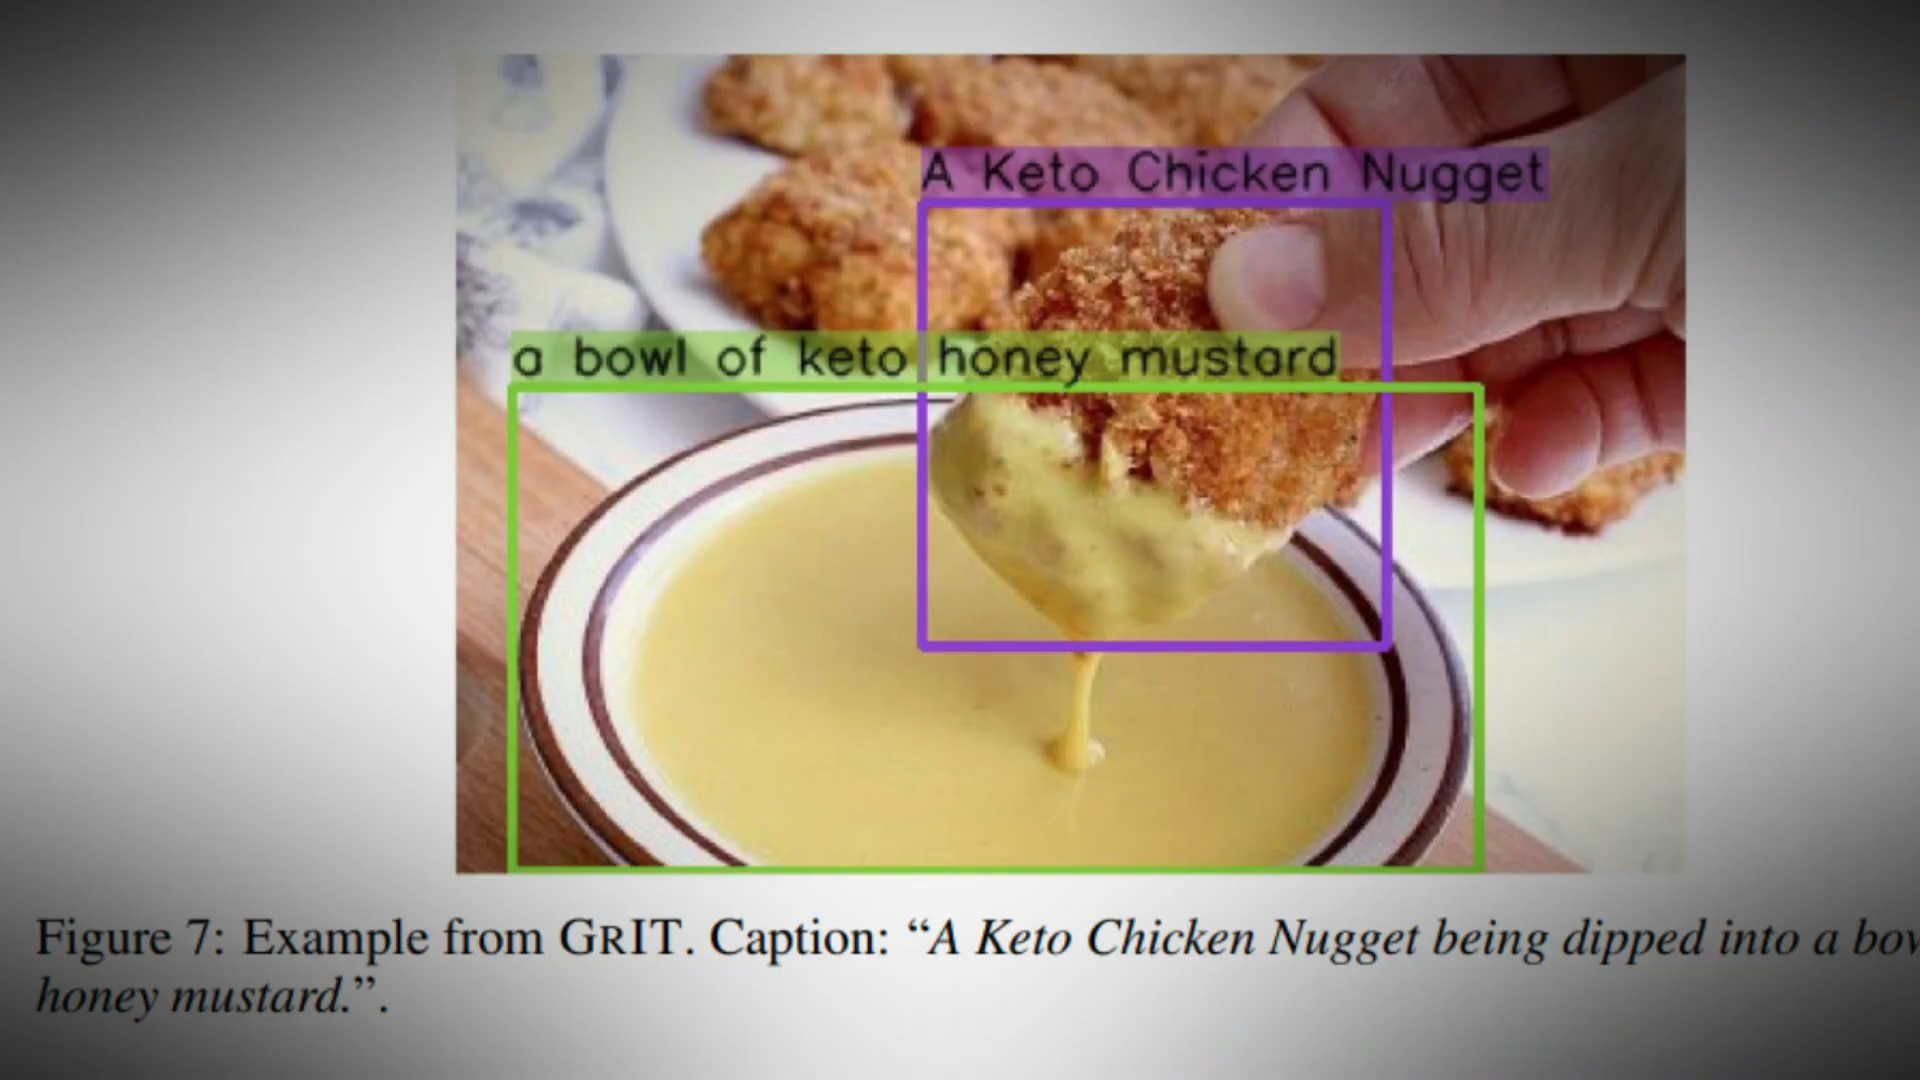 A Keto Chicken Nugget
a bowl of keto honey mustard
Figure 7: Example from GRIT. Caption: “A Keto Chicken Nugget being dipped into a
honey mustard.”.